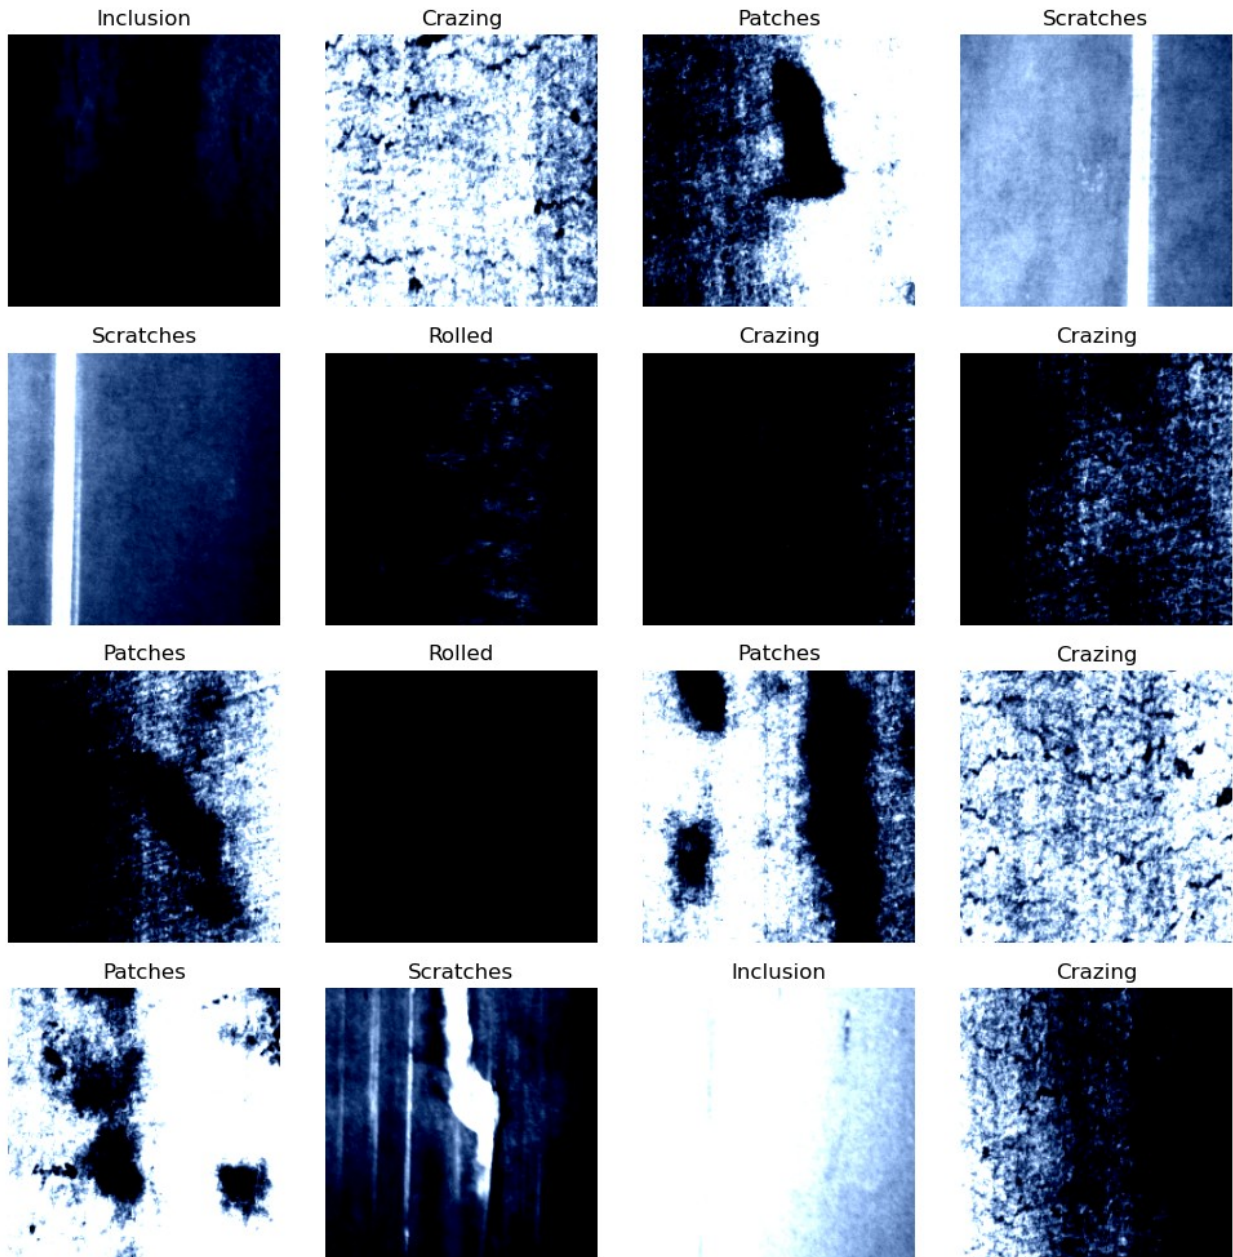 Inclusion
Crazing
Patches
Scratches
Scratches
Rolled
Crazing
Crazing
Patches
Rolled
Patches
Crazing
Patches
Scratches
Inclusion
Crazing